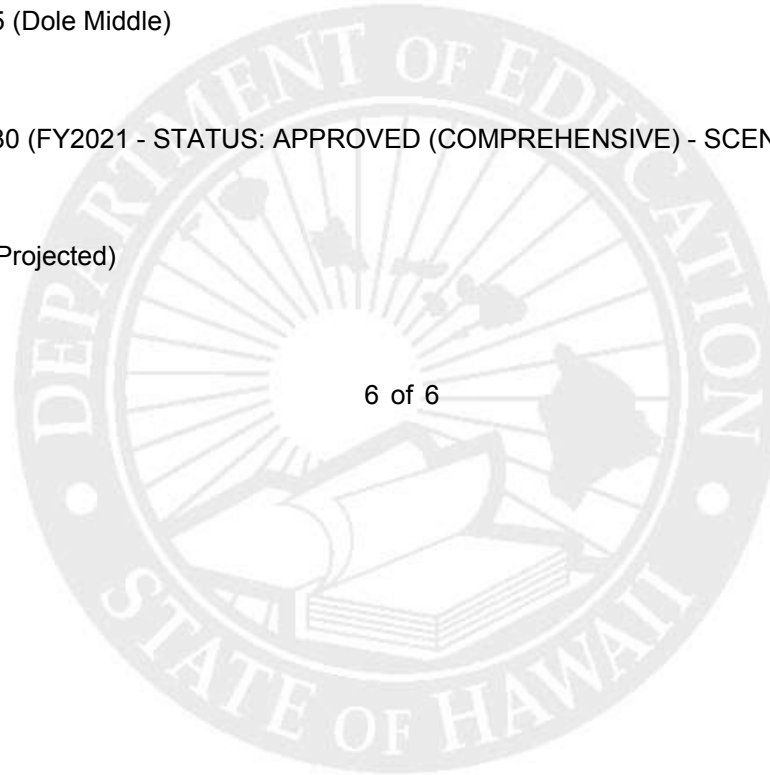 5 (Dole Middle)
30 (FY2021 - STATUS: APPROVED (COMPREHENSIVE) - SCEN
Projected)
6 of 6
DEPARTMENT OF EDUCATION
STATE OF HAWAII